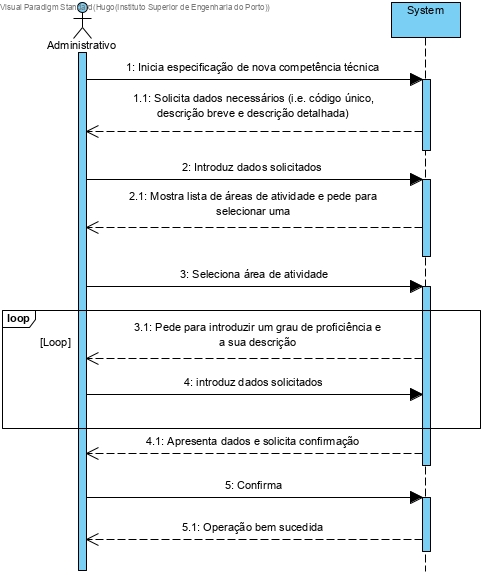 Visual Paradigm Standard(Hugo(Instituto Superior de Engenharia do Porto))
System
Administrativo
1: Inicia especificação de nova competência técnica
1.1: Solicita dados necessários (i.e. código único,
descrição breve e descrição detalhada)
2: Introduz dados solicitados
2.1: Mostra lista de áreas de atividade e pede para
selecionar uma
3: Seleciona área de atividade
loop
[Loop]
3.1: Pede para introduzir um grau de proficiência e
a sua descrição
4: introduz dados solicitados
4.1: Apresenta dados e solicita confirmação
5: Confirma
5.1: Operação bem sucedida